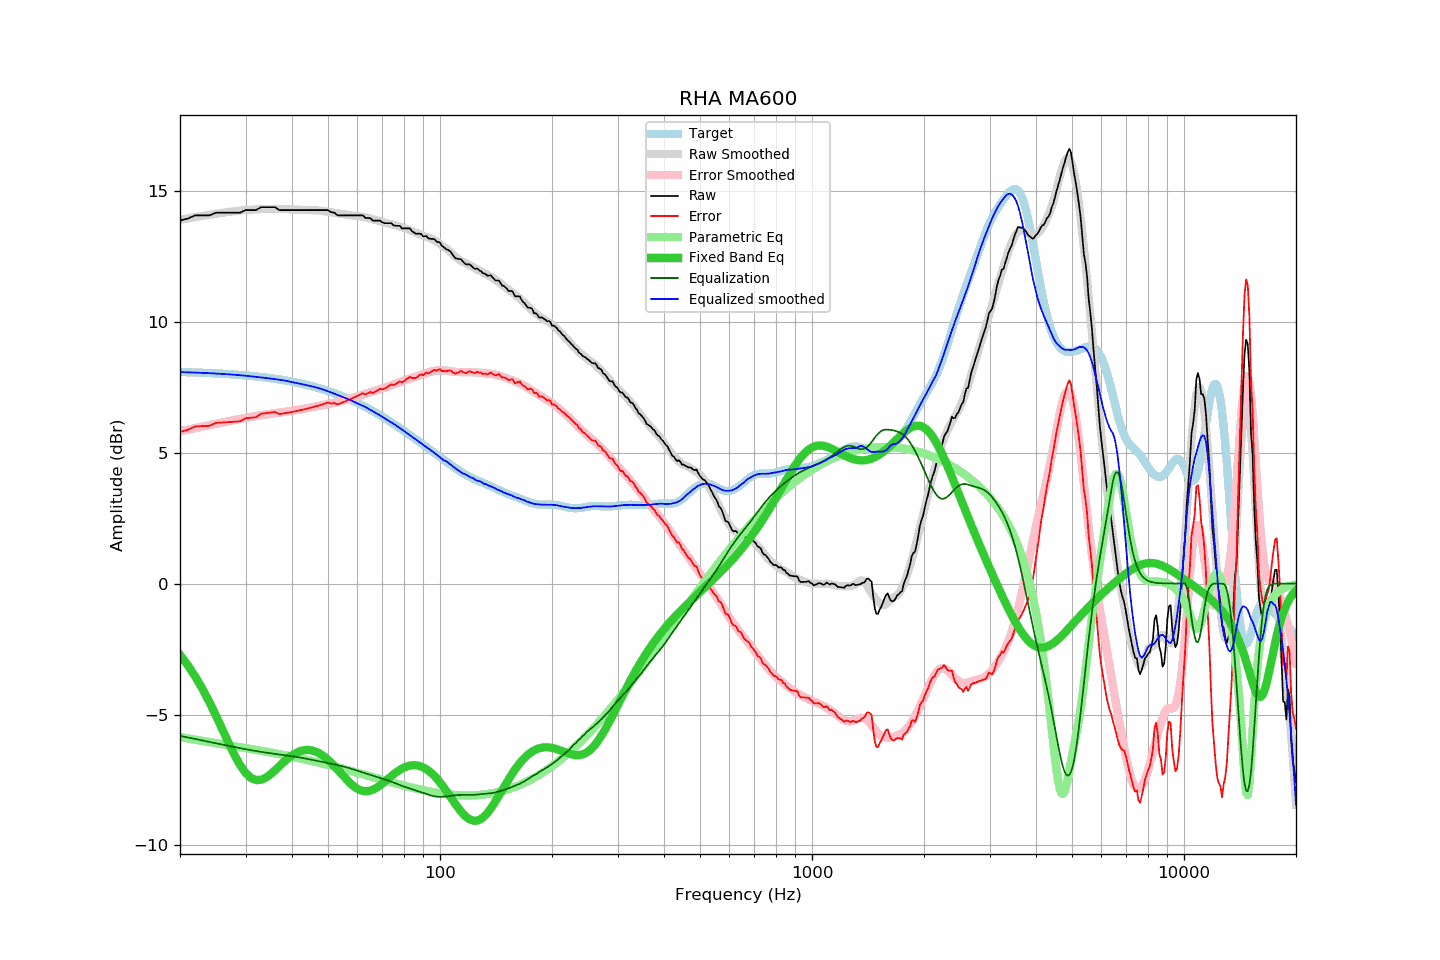 RHA MA600
Target
Raw Smoothed
Error Smoothed
Raw
Error
Parametric Eq
Fixed Band Eq
Equalization
Equalized smoothed
15
10
5
0
−5
−10
Amplitude (dBr)
100
1000
10000
Frequency (Hz)